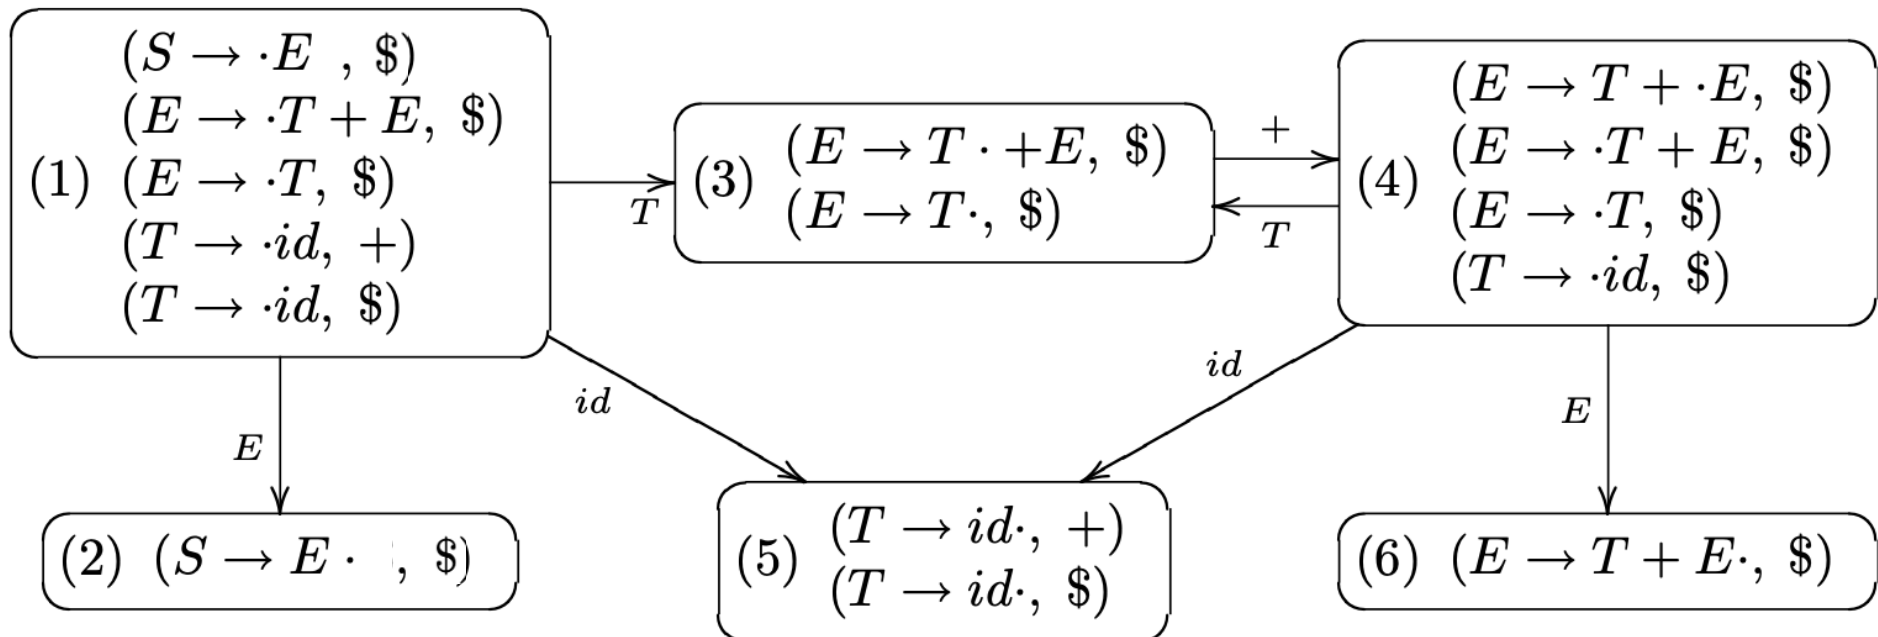 (1)
(S → ·E , $)
(E → ·T + E, $)
(E → ·T, $)
(T → ·id, +)
(T → ·id, $)
T
(3)
(E → T · +E, $)
(E → T·, $)
+
T
(4)
(E → T + ·E, $)
(E → ·T + E, $)
(E → ·T, $)
(T → ·id, $)
id
id
E
E
(2) (S → E · , $)
(5)
(T → id·, +)
(T → id·, $)
(6) (E → T + E·, $)